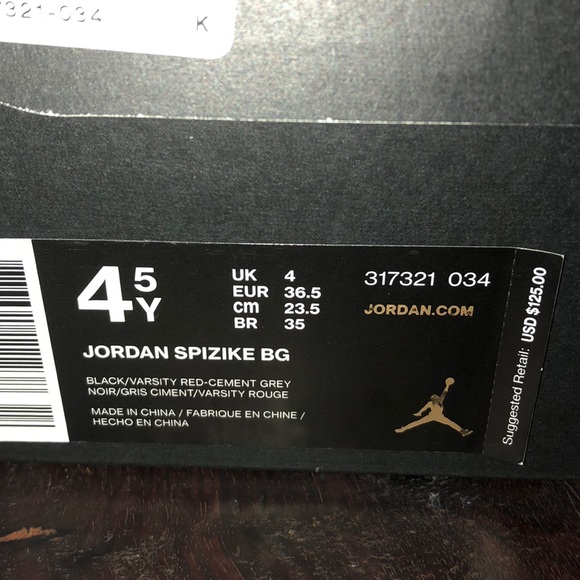 7321-034 K
4 5 Y
UK 4
EUR 36.5
cm 23.5
BR 35
317321 034
JORDAN.COM
JORDAN SPIZIKE BG
BLACK/VARSITY RED-CEMENT GREY
NOIR/GRIS CIMENT/VARSITY ROUGE
MADE IN CHINA / FABRIQUE EN CHINE /
HECHO EN CHINA
Suggested Retail: USD $125.00